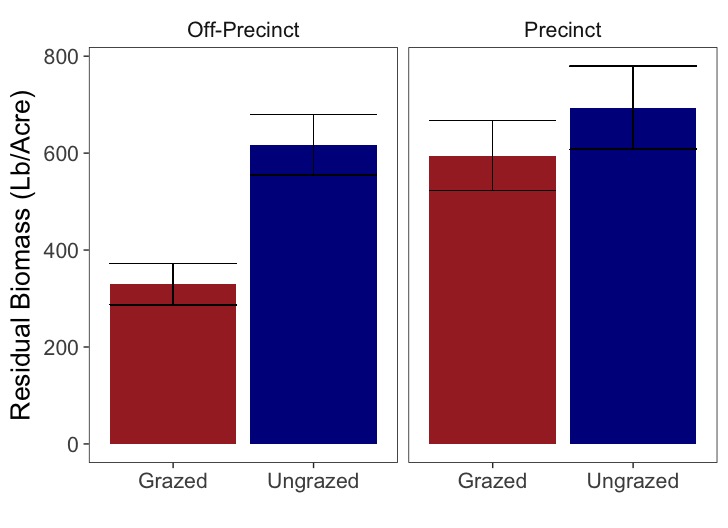 Off-Precinct
Precinct
Residual Biomass (Lb/Acre)
800
600
400
200
0
Grazed
Ungrazed
Grazed
Ungrazed